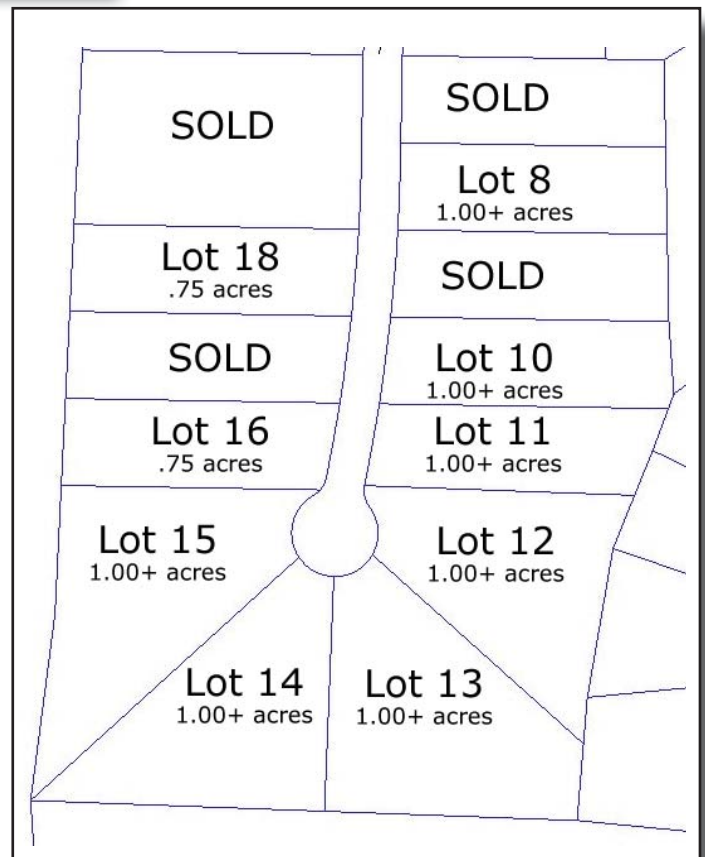 SOLD
SOLD
Lot 8
1.00+ acres
Lot 18
.75 acres
SOLD
SOLD
Lot 10
1.00+ acres
Lot 16
.75 acres
Lot 11
1.00+ acres
Lot 15
1.00+ acres
Lot 12
1.00+ acres
Lot 14
1.00+ acres
Lot 13
1.00+ acres